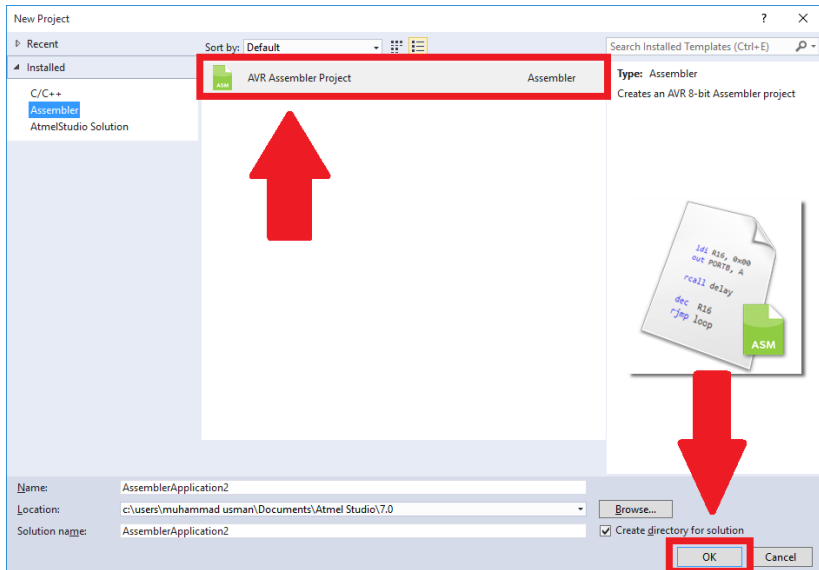 New Project
? ×
Recent
Sort by: Default
Search Installed Templates (Ctrl+E)
Installed
C/C++
Assembler
AtmelStudio Solution
ASM
AVR Assembler Project
Assembler
Type: Assembler
Creates an AVR 8-bit Assembler project
ldi R16, 0x00
out PORTB, A
rcall delay
dec R16
rjmp loop
ASM
Name: AssemblerApplication2
Location: c:\users\muhammad usman\Documents\Atmel Studio\7.0
Browse...
Solution name: AssemblerApplication2
Create directory for solution
OK
Cancel